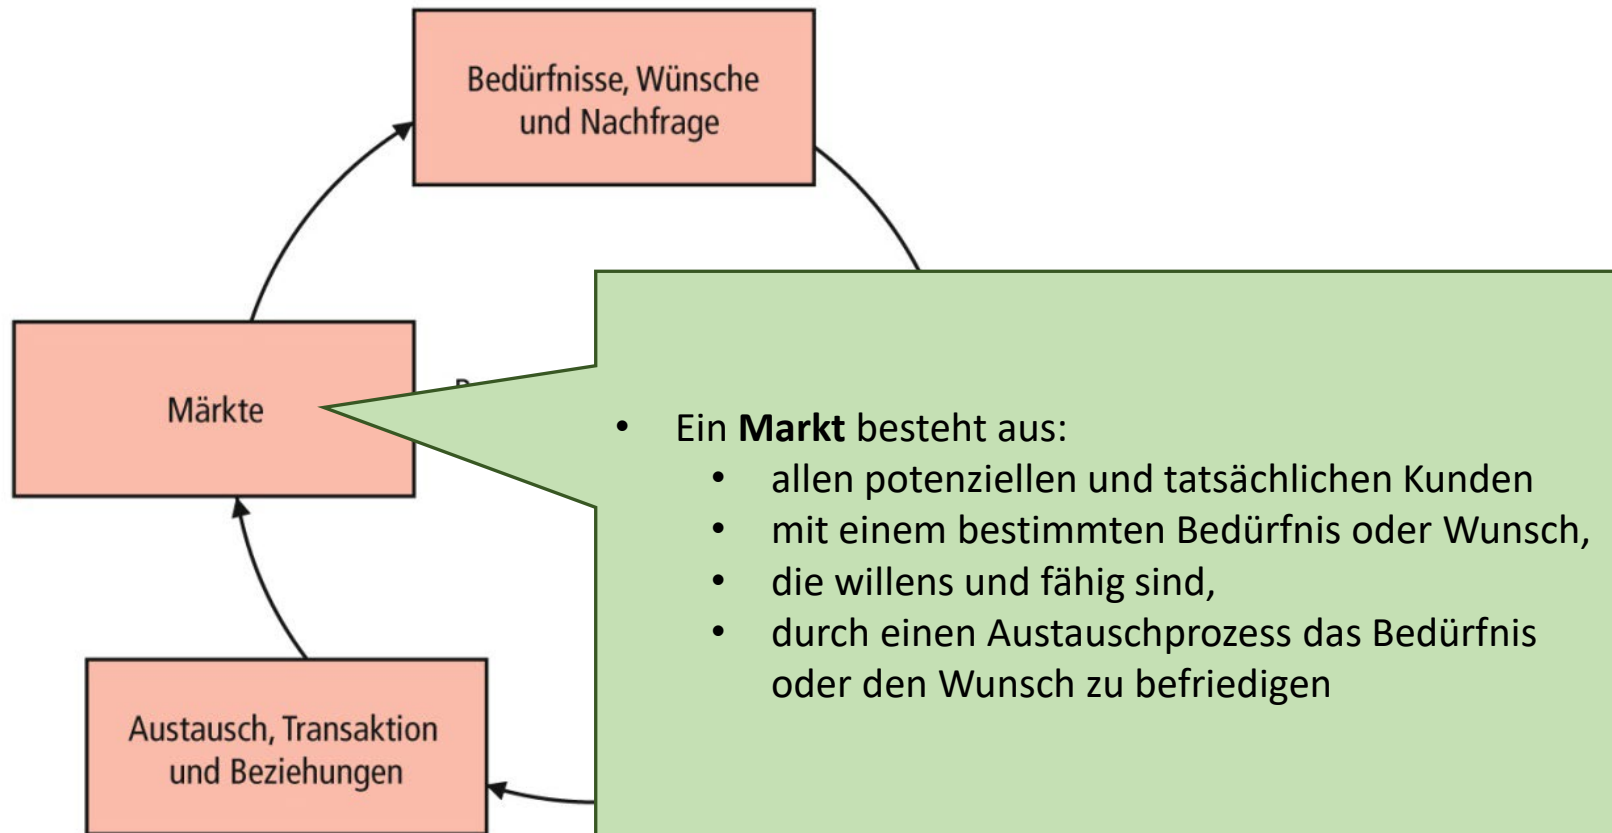 Bedürfnisse, Wünsche
und Nachfrage
Märkte
• Ein Markt besteht aus:
• allen potenziellen und tatsächlichen Kunden
• mit einem bestimmten Bedürfnis oder Wunsch,
• die willens und fähig sind,
• durch einen Austauschprozess das Bedürfnis
oder den Wunsch zu befriedigen
Austausch, Transaktion
und Beziehungen